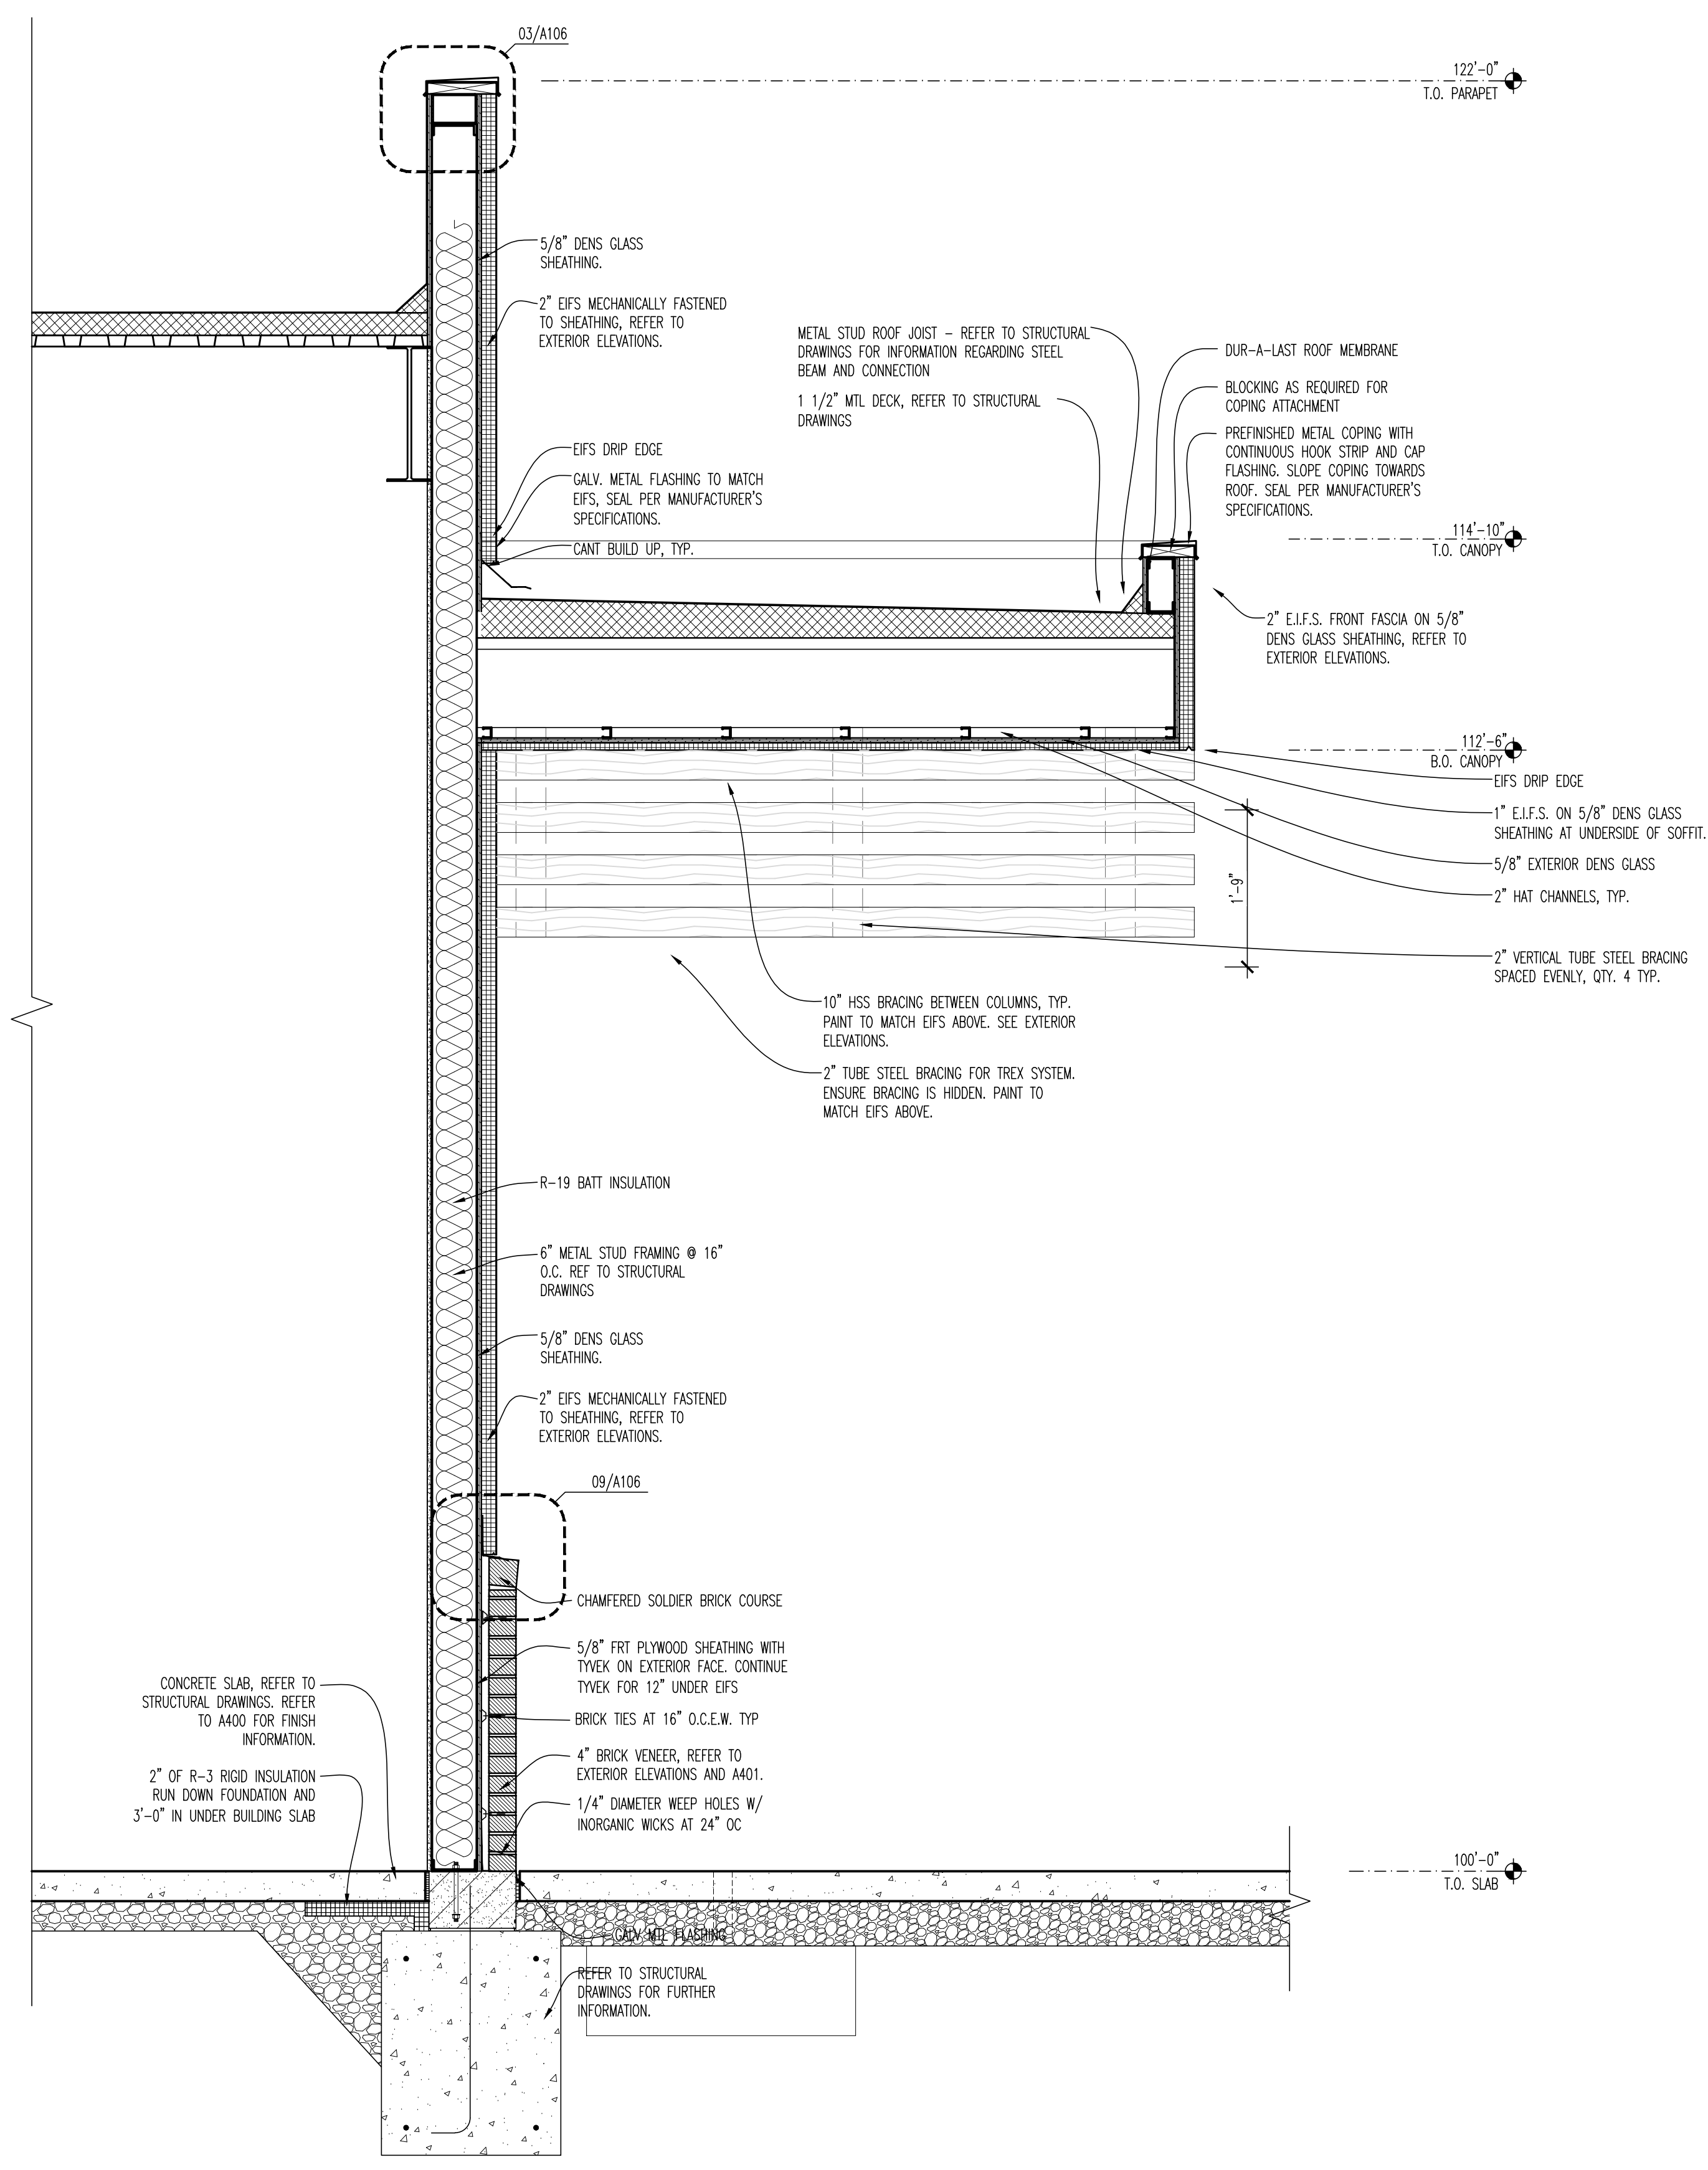 03/A106
122'-0"
T.O. PARAPET
5/8" DENS GLASS
SHEATHING.
2" EIFS MECHANICALLY FASTENED
TO SHEATHING, REFER TO
EXTERIOR ELEVATIONS.
METAL STUD ROOF JOIST – REFER TO STRUCTURAL
DRAWINGS FOR INFORMATION REGARDING STEEL
BEAM AND CONNECTION
1 1/2" MTL DECK, REFER TO STRUCTURAL
DRAWINGS
DUR-A-LAST ROOF MEMBRANE
BLOCKING AS REQUIRED FOR
COPING ATTACHMENT
PREFINISHED METAL COPING WITH
CONTINUOUS HOOK STRIP AND CAP
FLASHING. SLOPE COPING TOWARDS
ROOF. SEAL PER MANUFACTURER'S
SPECIFICATIONS.
EIFS DRIP EDGE
GALV. METAL FLASHING TO MATCH
EIFS, SEAL PER MANUFACTURER'S
SPECIFICATIONS.
CANT BUILD UP, TYP.
114'-10"
T.O. CANOPY
2" E.I.F.S. FRONT FASCIA ON 5/8"
DENS GLASS SHEATHING, REFER TO
EXTERIOR ELEVATIONS.
112'-6"
B.O. CANOPY
EIFS DRIP EDGE
1" E.I.F.S. ON 5/8" DENS GLASS
SHEATHING AT UNDERSIDE OF SOFFIT.
5/8" EXTERIOR DENS GLASS
2" HAT CHANNELS, TYP.
1'-9"
2" VERTICAL TUBE STEEL BRACING
SPACED EVENLY, QTY. 4 TYP.
10" HSS BRACING BETWEEN COLUMNS, TYP.
PAINT TO MATCH EIFS ABOVE. SEE EXTERIOR
ELEVATIONS.
2" TUBE STEEL BRACING FOR TREX SYSTEM.
ENSURE BRACING IS HIDDEN. PAINT TO
MATCH EIFS ABOVE.
R-19 BATT INSULATION
6" METAL STUD FRAMING @ 16"
O.C. REF TO STRUCTURAL
DRAWINGS
5/8" DENS GLASS
SHEATHING.
2" EIFS MECHANICALLY FASTENED
TO SHEATHING, REFER TO
EXTERIOR ELEVATIONS.
09/A106
CHAMFERED SOLDIER BRICK COURSE
5/8" FRT PLYWOOD SHEATHING WITH
TYVEK ON EXTERIOR FACE. CONTINUE
TYVEK FOR 12" UNDER EIFS
BRICK TIES AT 16" O.C.E.W. TYP
4" BRICK VENEER, REFER TO
EXTERIOR ELEVATIONS AND A401.
1/4" DIAMETER WEEP HOLES W/
INORGANIC WICKS AT 24" OC
CONCRETE SLAB, REFER TO
STRUCTURAL DRAWINGS. REFER
TO A400 FOR FINISH
INFORMATION.
2" OF R-3 RIGID INSULATION
RUN DOWN FOUNDATION AND
3'-0" IN UNDER BUILDING SLAB
100'-0"
T.O. SLAB
GALV MTL FLASHING
REFER TO STRUCTURAL
DRAWINGS FOR FURTHER
INFORMATION.